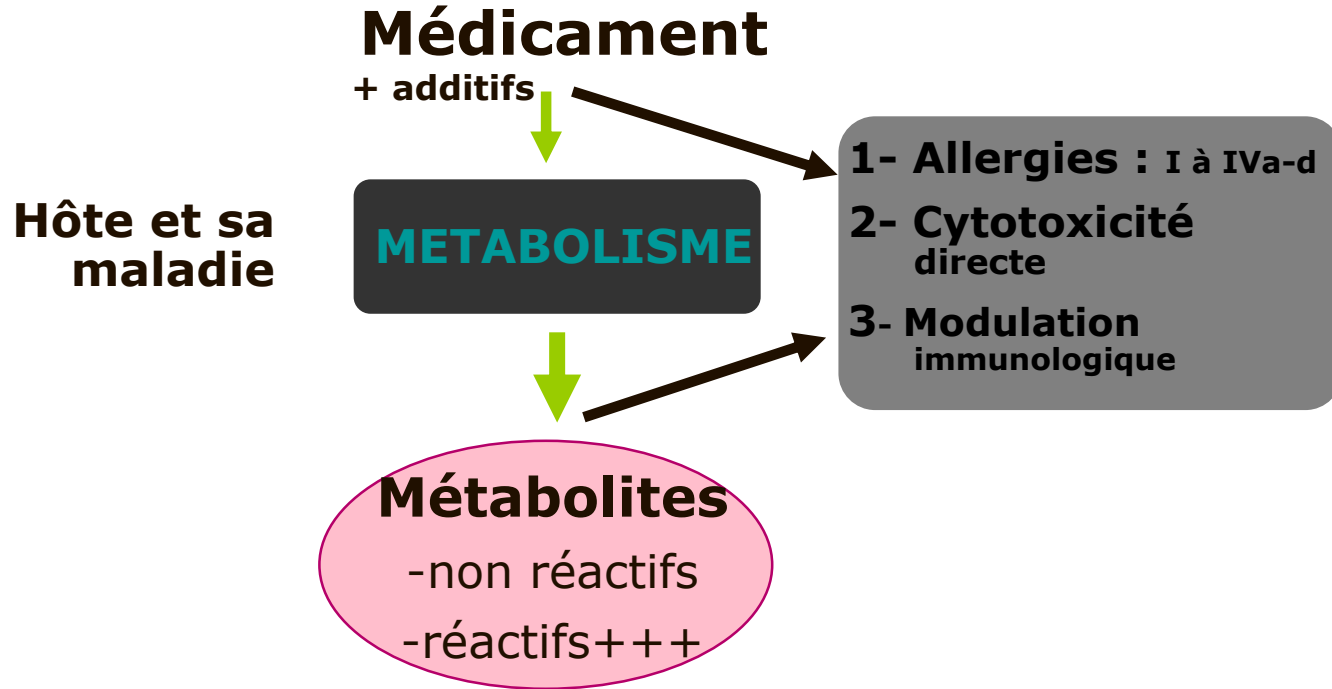 Médicament
+ additifs
Hôte et sa
maladie
METABOLISME
1- Allergies : I à IVa-d
2- Cytotoxicité
directe
3- Modulation
immunologique
Métabolites
-non réactifs
-réactifs+++